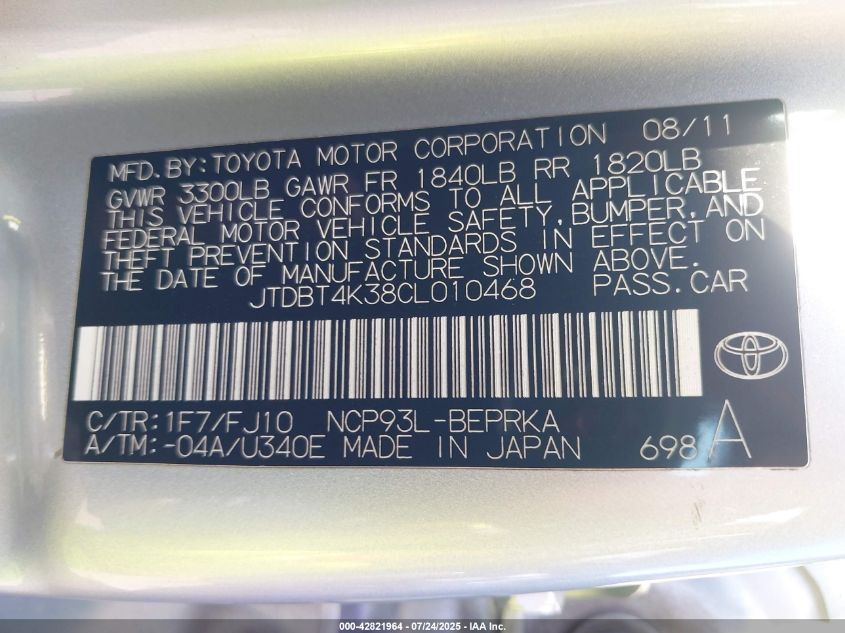 MFD. BY: TOYOTA MOTOR CORPORATION 08/11
GVWR 3300LB GAWR FR 1840LB RR 1820LB
THIS VEHICLE CONFORMS TO ALL APPLICABLE
FEDERAL MOTOR VEHICLE SAFETY, BUMPER, AND
THEFT PREVENTION STANDARDS IN EFFECT ON
THE DATE OF MANUFACTURE SHOWN ABOVE.
JTDBT4K38CL010468 PASS. CAR
C/TR: 1F7/FJ10 NCP93L-BEPRKA
A/TM: -04A/U340E MADE IN JAPAN 698 A
000-42821964 - 07/24/2025 - IAA Inc.